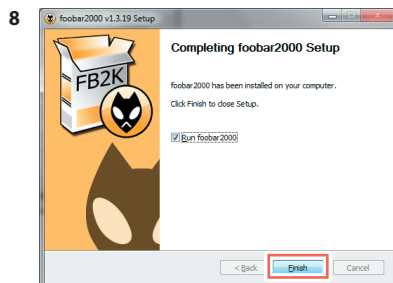 8
foobar2000 v1.3.19 Setup
Completing foobar2000 Setup
FB2K
foobar2000 has been installed on your computer.
Click Finish to close Setup.
Run foobar2000
< Back
Finish
Cancel